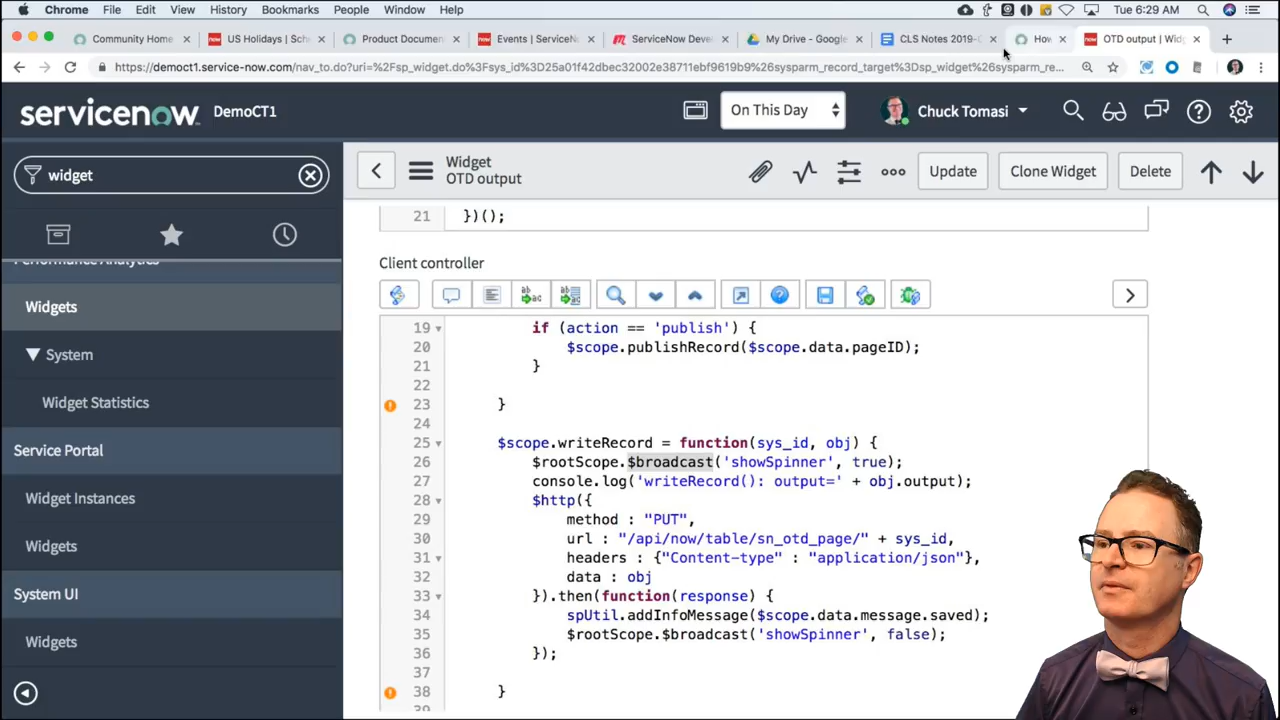 Chrome File Edit View History Bookmarks People Window Help Tue 6:29 AM
Community Home US Holidays | Sch Product Documen Events | ServiceNo ServiceNow Deve My Drive - Google CLS Notes 2019- How OTD output | Wid
https://democt1.service-now.com/nav_to.do?uri=%2Fsp_widget.do%3Fsys_id%3D25a01f42dbec32002e38711ebf9619b9%26sysparm_record_target%3Dsp_widget%26sysparm_re...
servicenow DemoCT1 On This Day Chuck Tomasi
widget
Widget
OTD output
Update Clone Widget Delete
Performance Analytics
Widgets
System
Widget Statistics
Service Portal
Widget Instances
Widgets
System UI
Widgets
21 })();
Client controller
19 if (action == 'publish') {
20 $scope.publishRecord($scope.data.pageID);
21 }
22
23 }
24
25 $scope.writeRecord = function(sys_id, obj) {
26 $rootScope.$broadcast('showSpinner', true);
27 console.log('writeRecord(): output=' + obj.output);
28 $http({
29 method : "PUT",
30 url : "/api/now/table/sn_otd_page/" + sys_id,
31 headers : {"Content-type" : "application/json"},
32 data : obj
33 }).then(function(response) {
34 spUtil.addInfoMessage($scope.data.message.saved);
35 $rootScope.$broadcast('showSpinner', false);
36 });
37
38 }